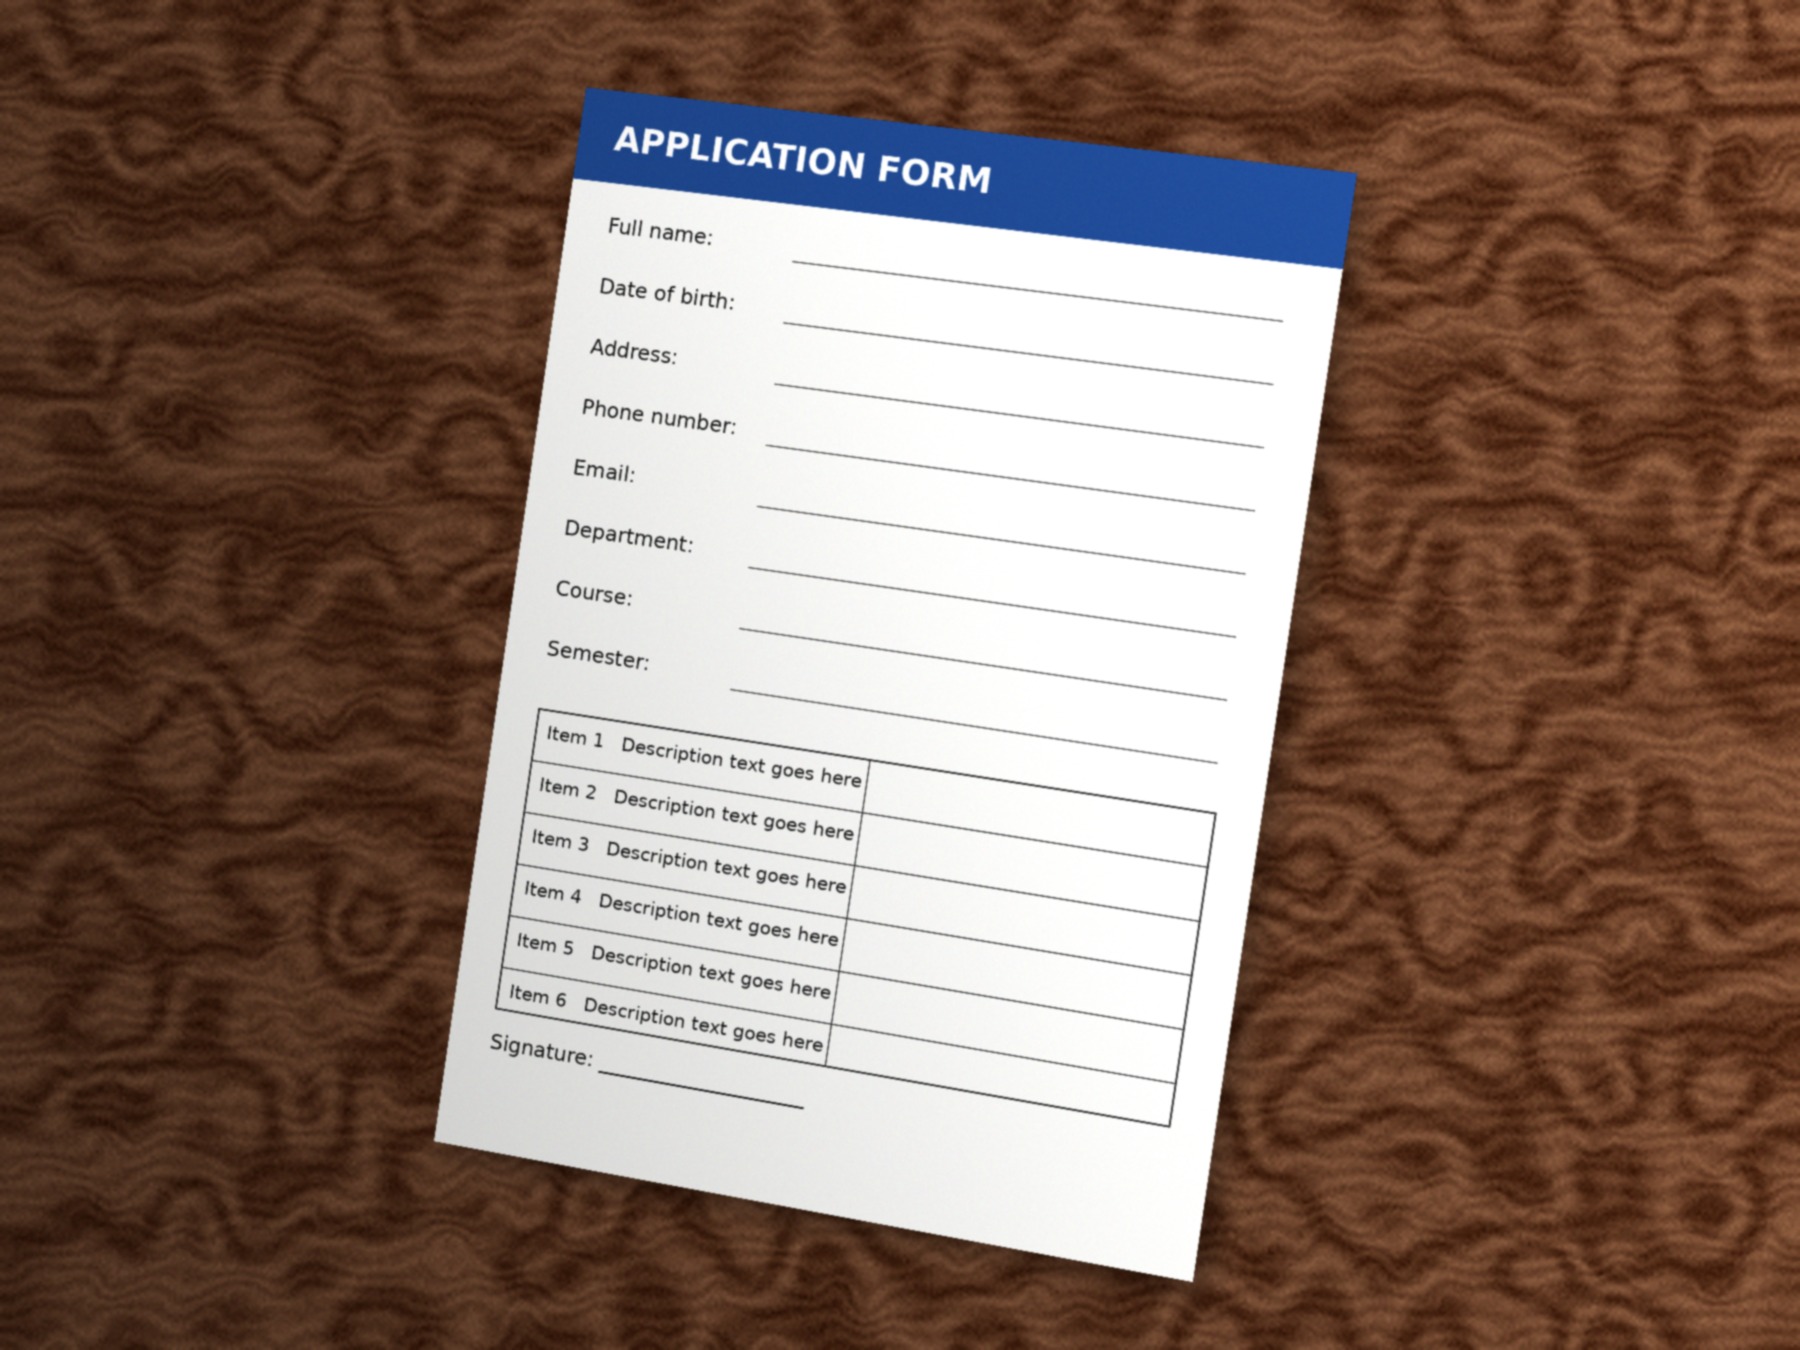 APPLICATION FORM
Full name:
Date of birth:
Address:
Phone number:
Email:
Department:
Course:
Semester:
Item 1 Description text goes here
Item 2 Description text goes here
Item 3 Description text goes here
Item 4 Description text goes here
Item 5 Description text goes here
Item 6 Description text goes here
Signature: